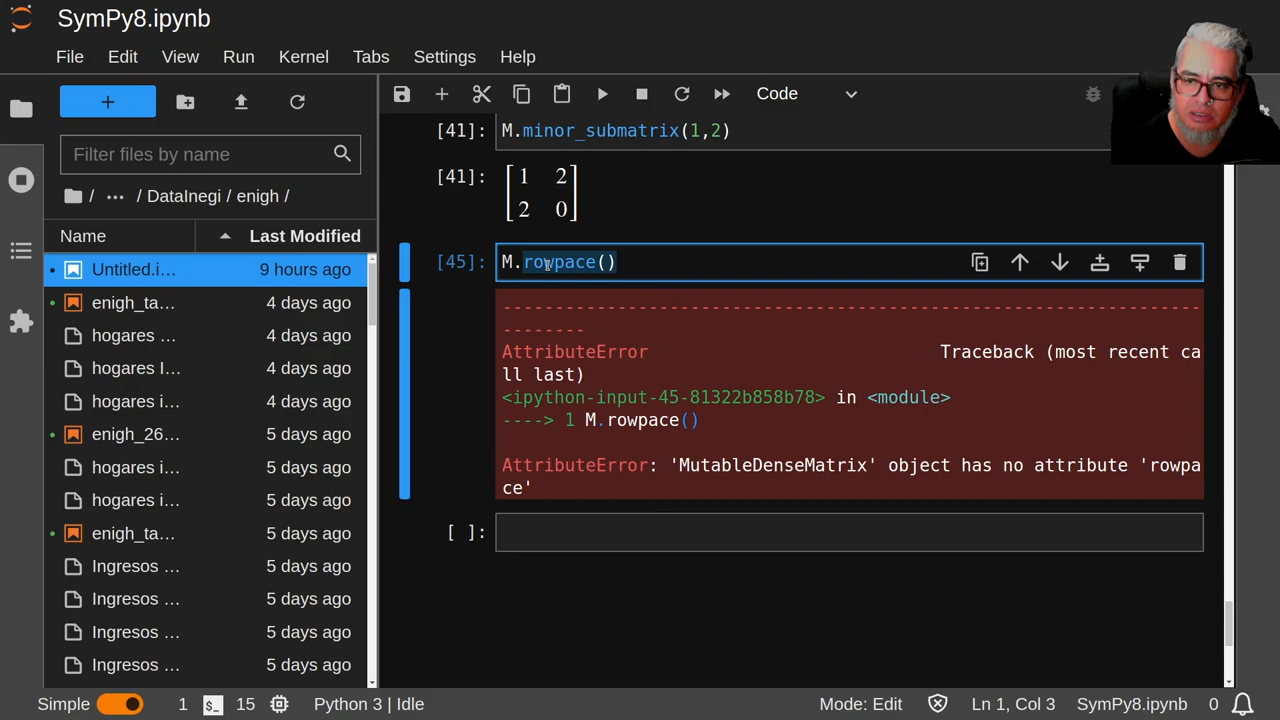 SymPy8.ipynb
File Edit View Run Kernel Tabs Settings Help
+
Code
Filter files by name
/ ... / DataInegi / enigh /
Name Last Modified
Untitled.i… 9 hours ago
enigh_ta… 4 days ago
hogares … 4 days ago
hogares I… 4 days ago
hogares i… 4 days ago
enigh_26… 5 days ago
hogares i… 5 days ago
hogares i… 5 days ago
enigh_ta… 5 days ago
Ingresos … 5 days ago
Ingresos … 5 days ago
Ingresos … 5 days ago
Ingresos … 5 days ago
[41]: M.minor_submatrix(1,2)
[41]: 1 2
2 0
[45]: M.rowpace()
---------------------------------------------------------------------------
AttributeError Traceback (most recent ca
ll last)
<ipython-input-45-81322b858b78> in <module>
----> 1 M.rowpace()
AttributeError: 'MutableDenseMatrix' object has no attribute 'rowpa
ce'
[ ]:
Simple 1 $_ 15 Python 3 | Idle Mode: Edit Ln 1, Col 3 SymPy8.ipynb 0